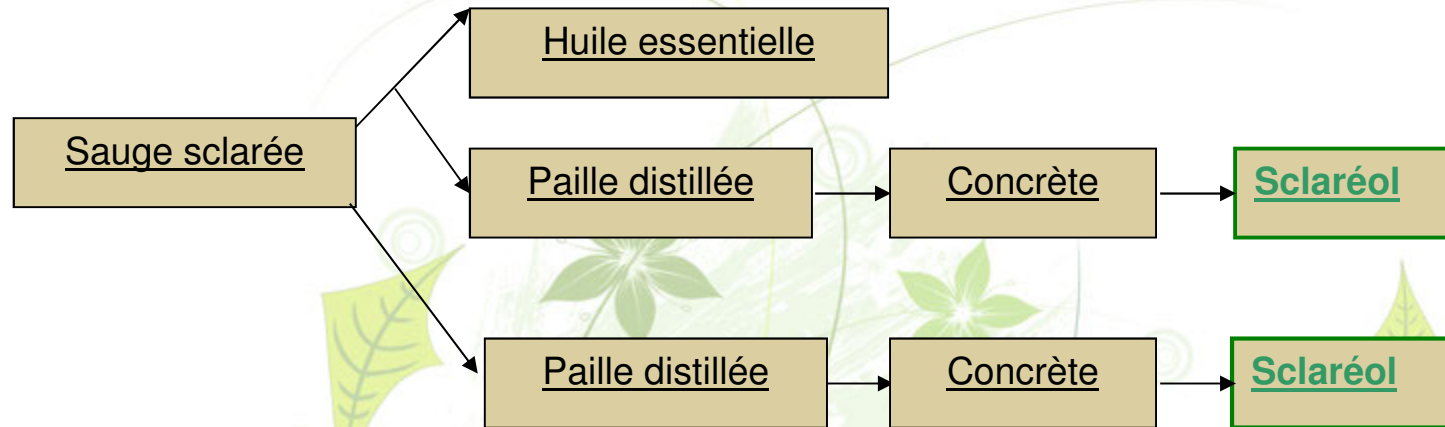 Huile essentielle
Sauge sclarée
Paille distillée
Concrète
Sclaréol
Paille distillée
Concrète
Sclaréol